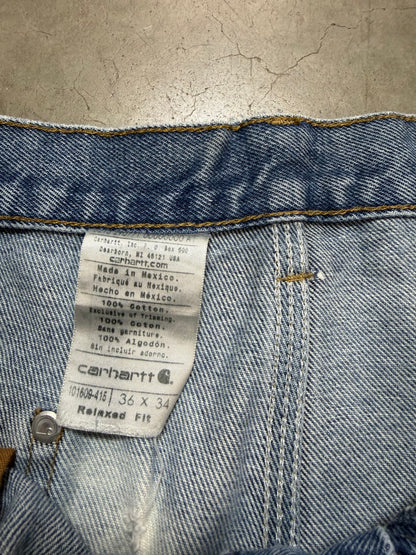 Carhartt, Inc. P. O. Box 600
Dearborn, MI 48121 USA
carhartt.com
Made in Mexico.
Fabriqué au Mexique.
Hecho en México.
100% Cotton.
Exclusive of Trimming.
100% Coton.
Sans garniture.
100% Algodón.
Sin incluir adorno.
carhartt
101609-416 36 X 34
Relaxed Fit